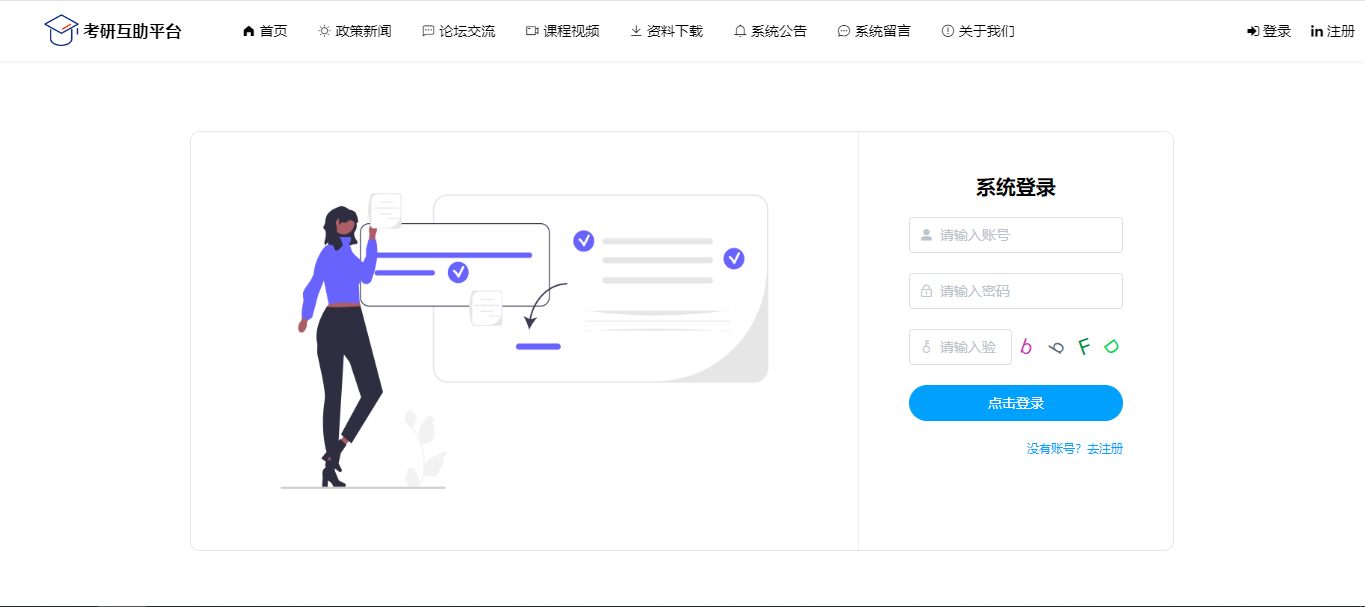 考研互助平台 首页 政策新闻 论坛交流 课程视频 资料下载 系统公告 系统留言 关于我们 登录 in 注册
系统登录
请输入账号
请输入密码
请输入验 b p F D
点击登录
没有账号？去注册